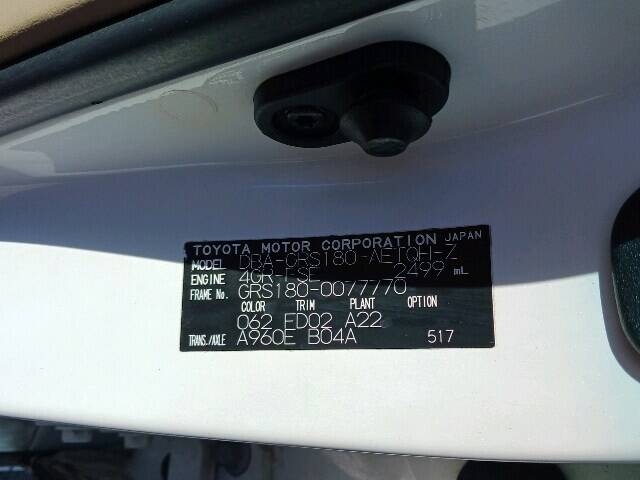 TOYOTA MOTOR CORPORATION JAPAN
MODEL DBA-GRS180-AETQH-Z
ENGINE 4GR-FSE 2499 mL
FRAME No. GRS180-0077770
COLOR TRIM PLANT OPTION
062 FD02 A22
TRANS./AXLE A960E B04A 517